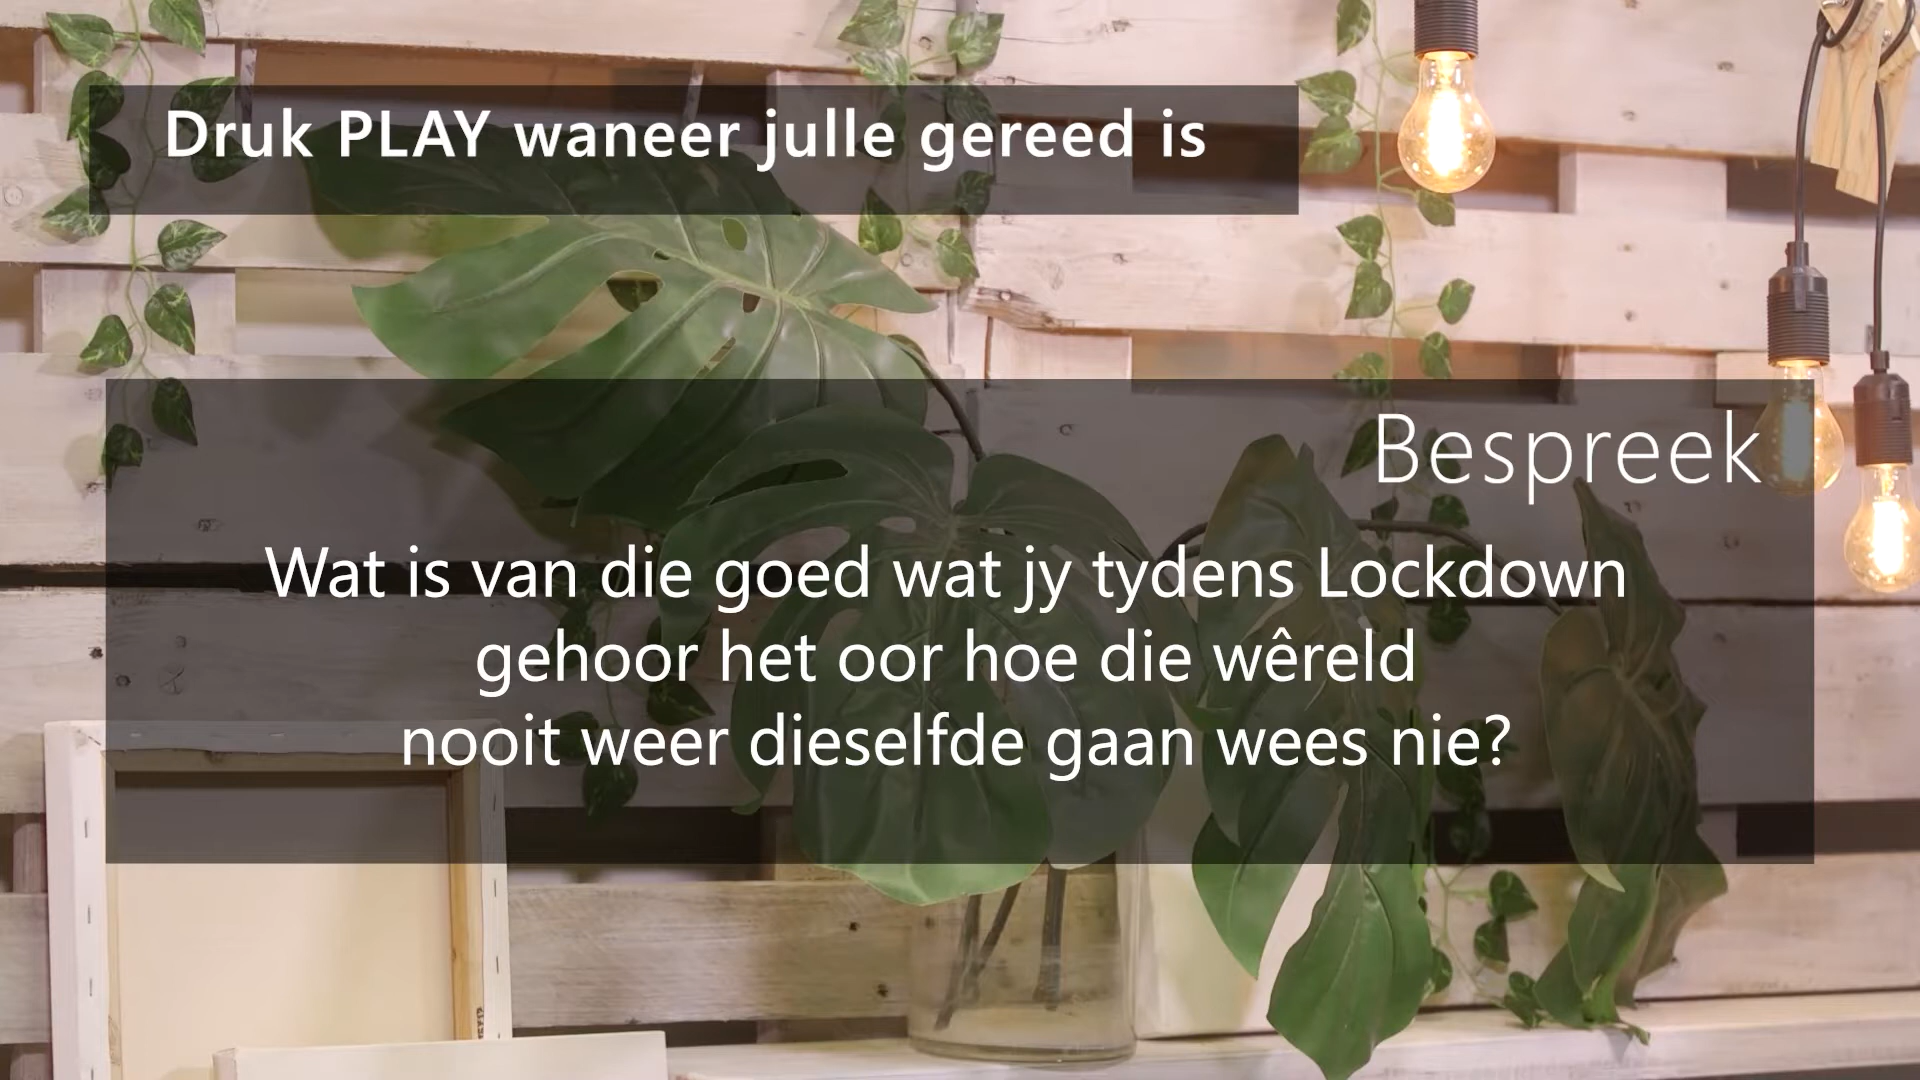 Druk PLAY waneer julle gereed is
Bespreek
Wat is van die goed wat jy tydens Lockdown
gehoor het oor hoe die wêreld
nooit weer dieselfde gaan wees nie?